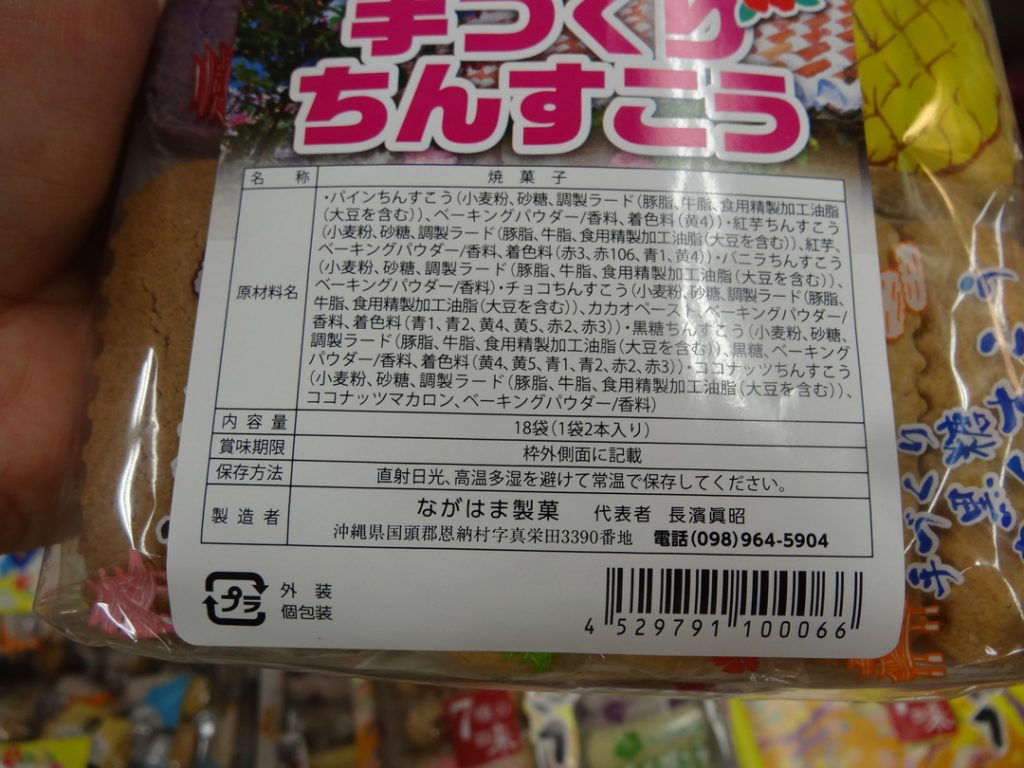 手づくり
ちんすこう
名 称 焼菓子
原材料名
・パインちんすこう(小麦粉、砂糖、調製ラード(豚脂、牛脂、食用精製加工油脂
(大豆を含む))、ベーキングパウダー/香料、着色料(黄4))・紅芋ちんすこう
(小麦粉、砂糖、調製ラード(豚脂、牛脂、食用精製加工油脂(大豆を含む))、紅芋、
ベーキングパウダー/香料、着色料(赤3、赤106、青1、黄4))・バニラちんすこう
(小麦粉、砂糖、調製ラード(豚脂、牛脂、食用精製加工油脂(大豆を含む))、
ベーキングパウダー/香料)・チョコちんすこう(小麦粉、砂糖、調製ラード(豚脂、
牛脂、食用精製加工油脂(大豆を含む))、カカオペースト、ベーキングパウダー/
香料、着色料(青1、青2、黄4、黄5、赤2、赤3))・黒糖ちんすこう(小麦粉、砂糖、
調製ラード(豚脂、牛脂、食用精製加工油脂(大豆を含む))、黒糖、ベーキング
パウダー/香料、着色料(黄4、黄5、青1、青2、赤2、赤3))・ココナッツちんすこう
(小麦粉、砂糖、調製ラード(豚脂、牛脂、食用精製加工油脂(大豆を含む))、
ココナッツマカロン、ベーキングパウダー/香料)
内容量 18袋(1袋2本入り)
賞味期限 枠外側面に記載
保存方法 直射日光、高温多湿を避けて常温で保存してください。
製造者 ながはま製菓 代表者 長濱眞昭
沖縄県国頭郡恩納村字真栄田3390番地 電話(098)964-5904
プラ
外装
個包装
4 529791 100066
手づくり